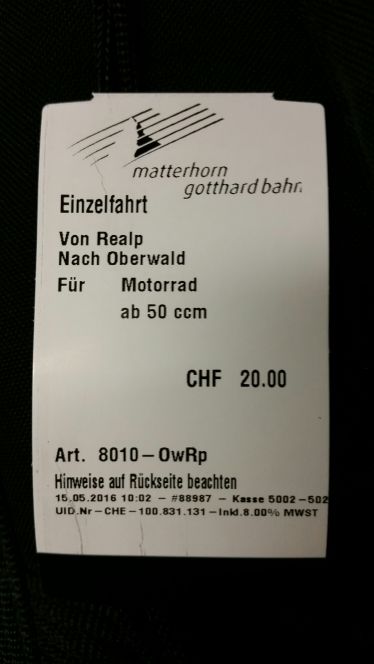 matterhorn
gotthard bahn
Einzelfahrt
Von Realp
Nach Oberwald
Für Motorrad
ab 50 ccm
CHF 20.00
Art. 8010-OwRp
Hinweise auf Rückseite beachten
15.05.2016 10:02 - #88987 - Kasse 5002-502
UID.Nr-CHE-100.831.131-Inkl.8.00% MWST